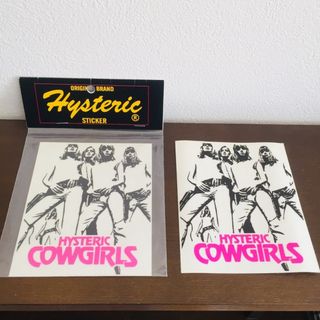 ORIGINAL BRAND
Hysteric ®
STICKER
HYSTERIC
COWGIRLS
HYSTERIC
COWGIRLS